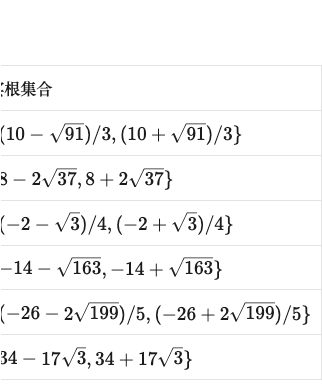 根集合
(10 − √91)/3, (10 + √91)/3}
8 − 2√37, 8 + 2√37}
(−2 − √3)/4, (−2 + √3)/4}
−14 − √163, −14 + √163}
(−26 − 2√199)/5, (−26 + 2√199)/5}
34 − 17√3, 34 + 17√3}